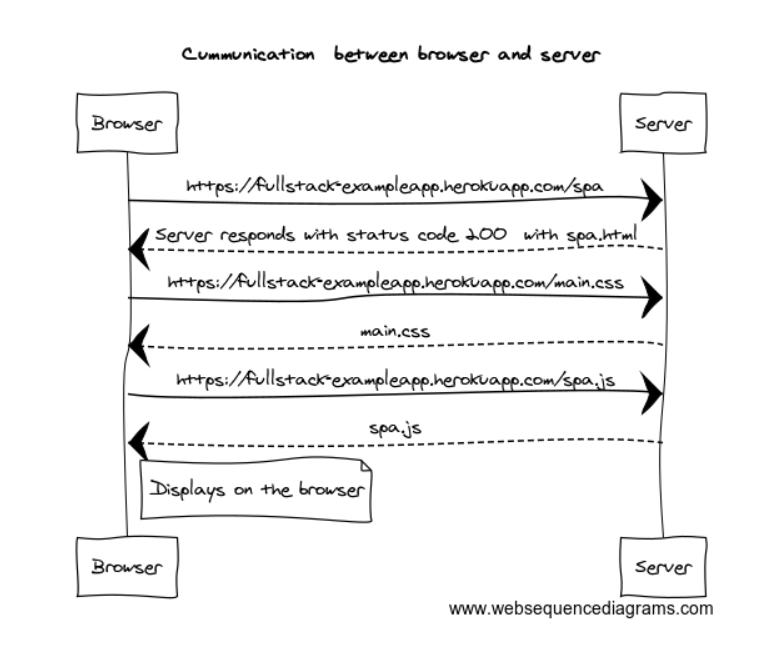 Cummunication between browser and server
Browser
Server
https://fullstack-exampleapp.herokuapp.com/spa
Server responds with status code 200 with spa.html
https://fullstack-exampleapp.herokuapp.com/main.css
main.css
https://fullstack-exampleapp.herokuapp.com/spa.js
spa.js
Displays on the browser
Browser
Server
www.websequencediagrams.com